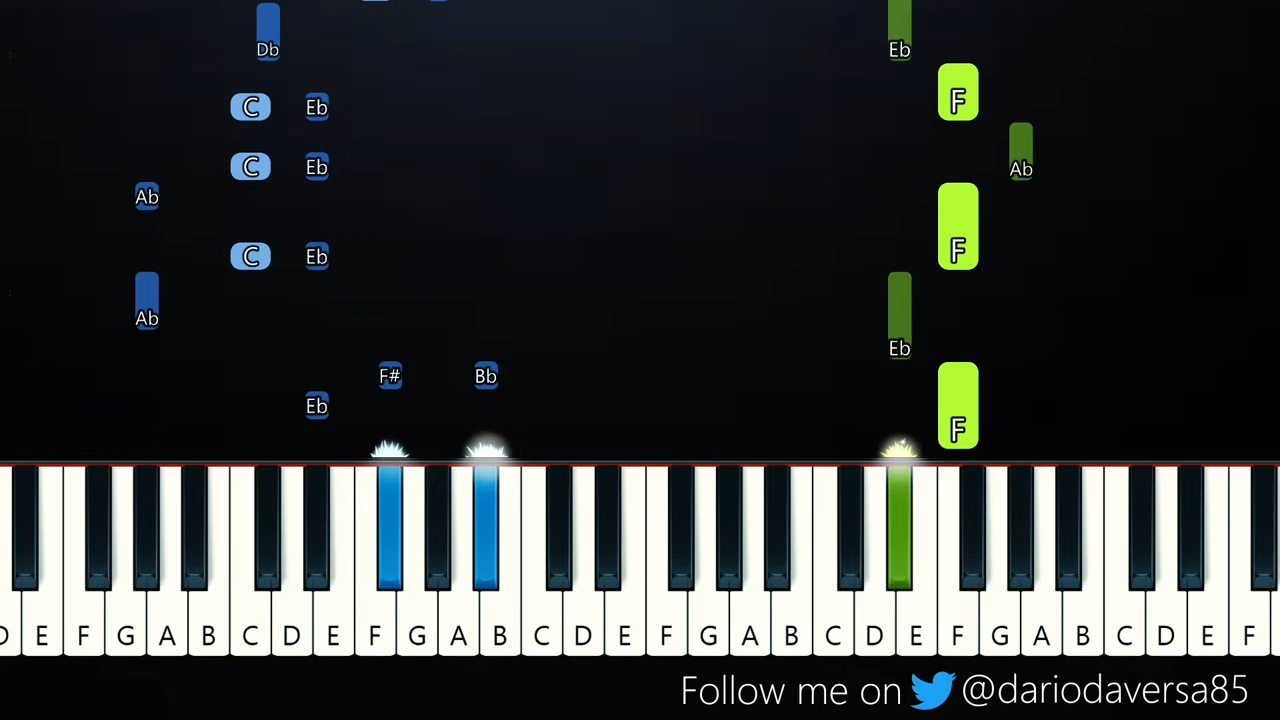 Db Eb
C Eb F
C Eb Ab
Ab
C Eb F
Ab
Eb
F# Bb
Eb F
D E F G A B C D E F G A B C D E F G A B C D E F G A B C D E F
Follow me on @dariodaversa85